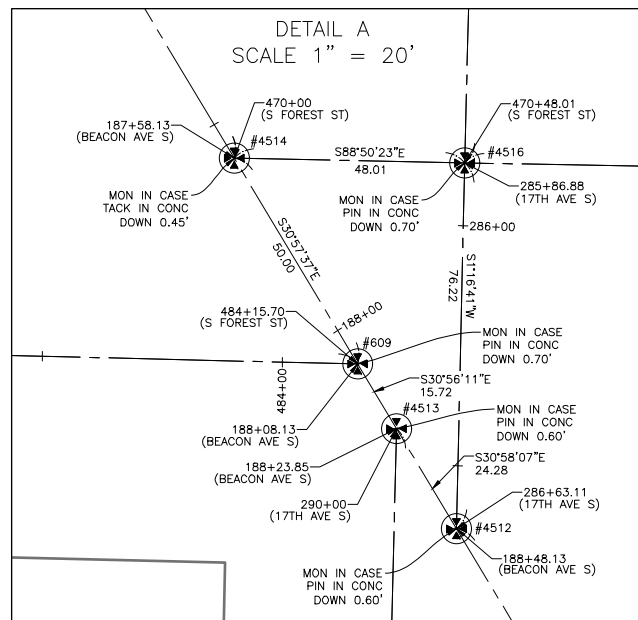 DETAIL A
SCALE 1" = 20'
470+00
(S FOREST ST)
187+58.13
(BEACON AVE S)
#4514
470+48.01
(S FOREST ST)
#4516
S88°50'23"E
48.01
MON IN CASE
TACK IN CONC
DOWN 0.45'
MON IN CASE
PIN IN CONC
DOWN 0.70'
285+86.88
(17TH AVE S)
286+00
S30°57'37"E
50.00
S1°16'41"W
76.22
484+15.70
(S FOREST ST)
188+00
#609
MON IN CASE
PIN IN CONC
DOWN 0.70'
484+00
S30°56'11"E
15.72
#4513
MON IN CASE
PIN IN CONC
DOWN 0.60'
188+08.13
(BEACON AVE S)
188+23.85
(BEACON AVE S)
S30°58'07"E
24.28
290+00
(17TH AVE S)
286+63.11
(17TH AVE S)
#4512
188+48.13
(BEACON AVE S)
MON IN CASE
PIN IN CONC
DOWN 0.60'